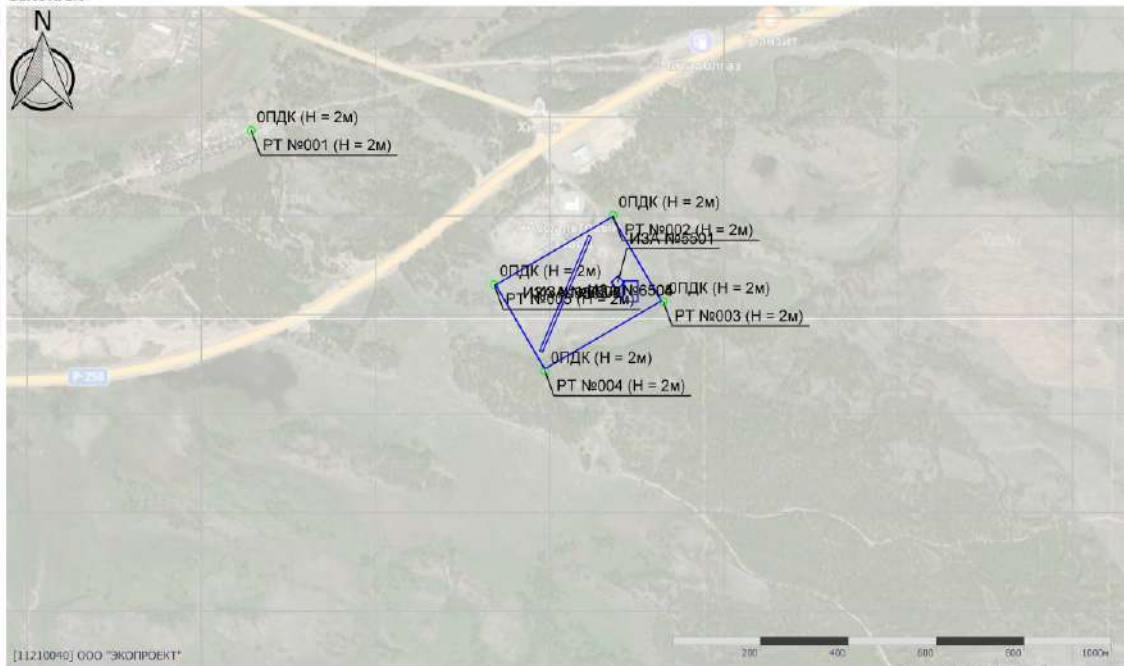 N
0ПДК (H = 2м)
РТ №001 (H = 2м)
0ПДК (H = 2м)
РТ №002 (H = 2м)
ИЗА №5501
0ПДК (H = 2м)
0ПДК (H = 2м)
РТ №003 (H = 2м)
0ПДК (H = 2м)
РТ №004 (H = 2м)
Р-258
[11210040] ООО "ЭКОПРОЕКТ"
200
400
600
800
1000м